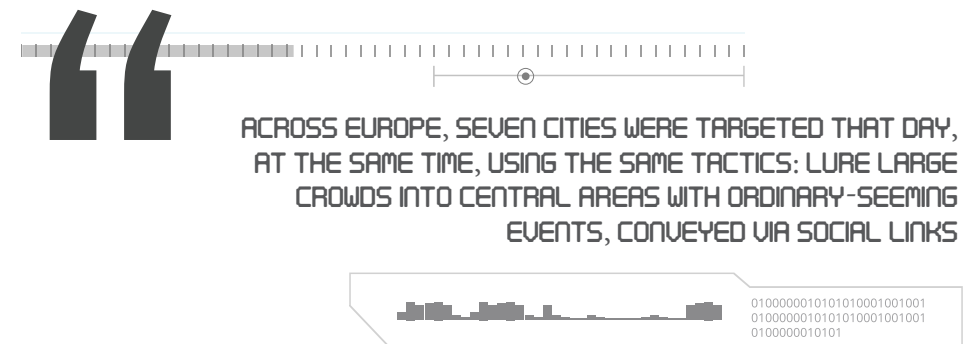 “
ACROSS EUROPE, SEVEN CITIES WERE TARGETED THAT DAY,
AT THE SAME TIME, USING THE SAME TACTICS: LURE LARGE
CROWDS INTO CENTRAL AREAS WITH ORDINARY-SEEMING
EVENTS, CONVEYED VIA SOCIAL LINKS
0100000010101010001001001
0100000010101010001001001
0100000010101